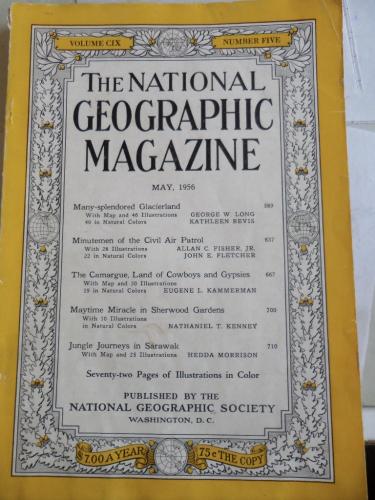 VOLUME CIX
NUMBER FIVE
THE NATIONAL
GEOGRAPHIC
MAGAZINE
MAY, 1956
Many-splendored Glacierland 589
With Map and 46 Illustrations GEORGE W. LONG
40 in Natural Colors KATHLEEN REVIS
Minutemen of the Civil Air Patrol 637
With 28 Illustrations ALLAN C. FISHER, JR.
22 in Natural Colors JOHN E. FLETCHER
The Camargue, Land of Cowboys and Gypsies 667
With Map and 30 Illustrations
19 in Natural Colors EUGENE L. KAMMERMAN
Maytime Miracle in Sherwood Gardens 700
With 10 Illustrations
in Natural Colors NATHANIEL T. KENNEY
Jungle Journeys in Sarawak 710
With Map and 25 Illustrations HEDDA MORRISON
Seventy-two Pages of Illustrations in Color
PUBLISHED BY THE
NATIONAL GEOGRAPHIC SOCIETY
WASHINGTON, D. C.
$7.00 A YEAR
75¢ THE COPY